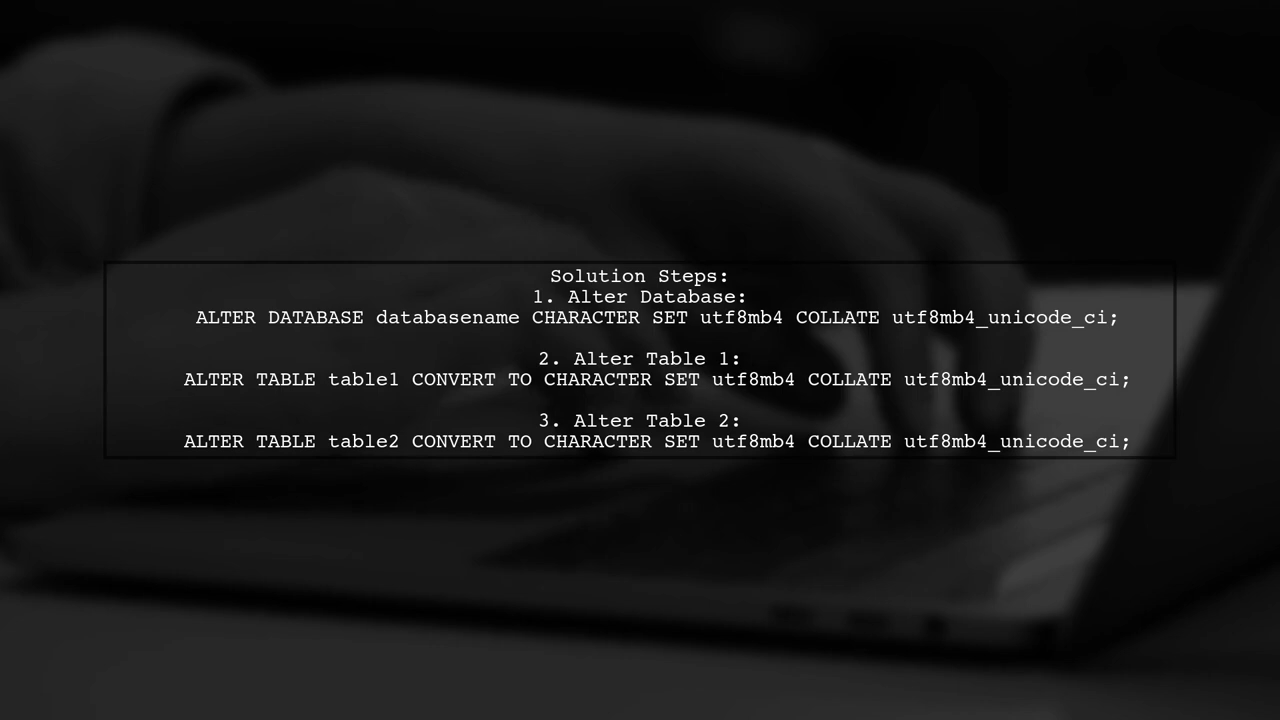 Solution Steps:
1. Alter Database:
ALTER DATABASE databasename CHARACTER SET utf8mb4 COLLATE utf8mb4_unicode_ci;
2. Alter Table 1:
ALTER TABLE table1 CONVERT TO CHARACTER SET utf8mb4 COLLATE utf8mb4_unicode_ci;
3. Alter Table 2:
ALTER TABLE table2 CONVERT TO CHARACTER SET utf8mb4 COLLATE utf8mb4_unicode_ci;